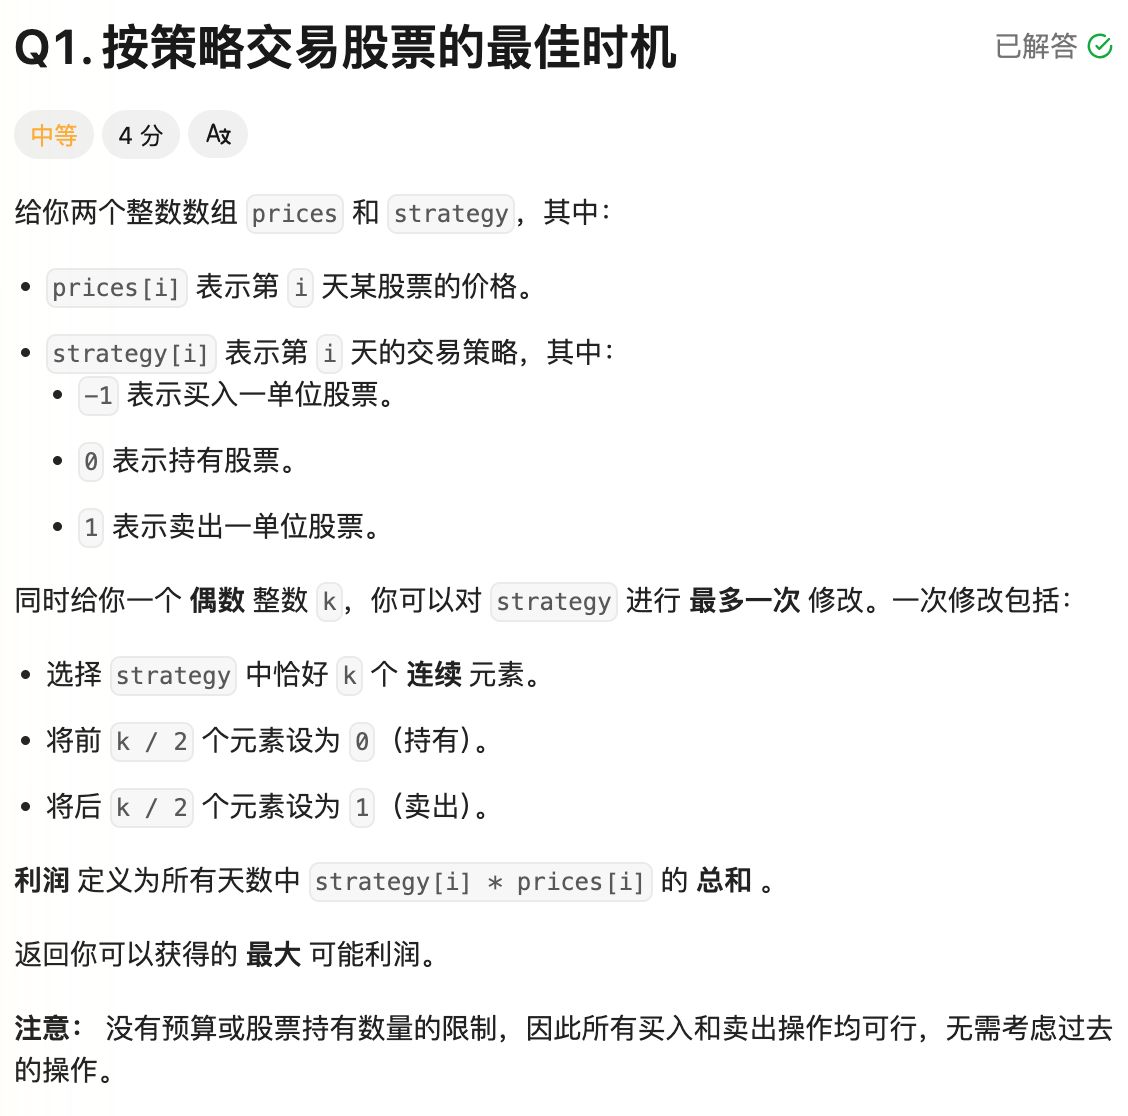 Q1. 按策略交易股票的最佳时机
已解答
中等
4 分
给你两个整数数组 prices 和 strategy，其中：
prices[i] 表示第 i 天某股票的价格。
strategy[i] 表示第 i 天的交易策略，其中：
-1 表示买入一单位股票。
0 表示持有股票。
1 表示卖出一单位股票。
同时给你一个 偶数 整数 k，你可以对 strategy 进行 最多一次 修改。一次修改包括：
选择 strategy 中恰好 k 个 连续 元素。
将前 k / 2 个元素设为 0（持有）。
将后 k / 2 个元素设为 1（卖出）。
利润 定义为所有天数中 strategy[i] * prices[i] 的 总和 。
返回你可以获得的 最大 可能利润。
注意： 没有预算或股票持有数量的限制，因此所有买入和卖出操作均可行，无需考虑过去
的操作。